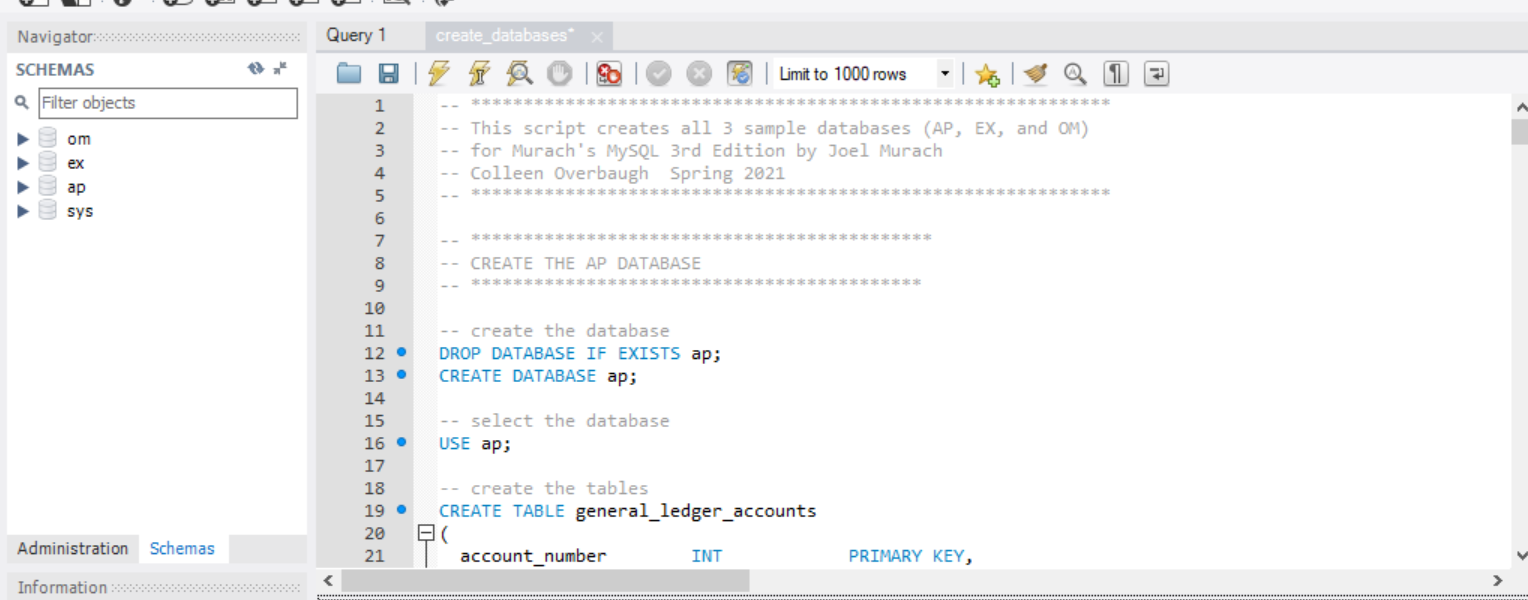 Navigator
SCHEMAS
Filter objects
om
ex
ap
sys
Administration Schemas
Information
Query 1 create_databases*
Limit to 1000 rows
1 -- *************************************************************
2 -- This script creates all 3 sample databases (AP, EX, and OM)
3 -- for Murach's MySQL 3rd Edition by Joel Murach
4 -- Colleen Overbaugh  Spring 2021
5 -- *************************************************************
6
7 -- ********************************************
8 -- CREATE THE AP DATABASE
9 -- *******************************************
10
11 -- create the database
12 DROP DATABASE IF EXISTS ap;
13 CREATE DATABASE ap;
14
15 -- select the database
16 USE ap;
17
18 -- create the tables
19 CREATE TABLE general_ledger_accounts
20 (
21 account_number INT PRIMARY KEY,